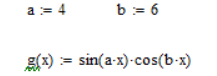 a := 4 b := 6
g(x) := sin(a·x)·cos(b·x)